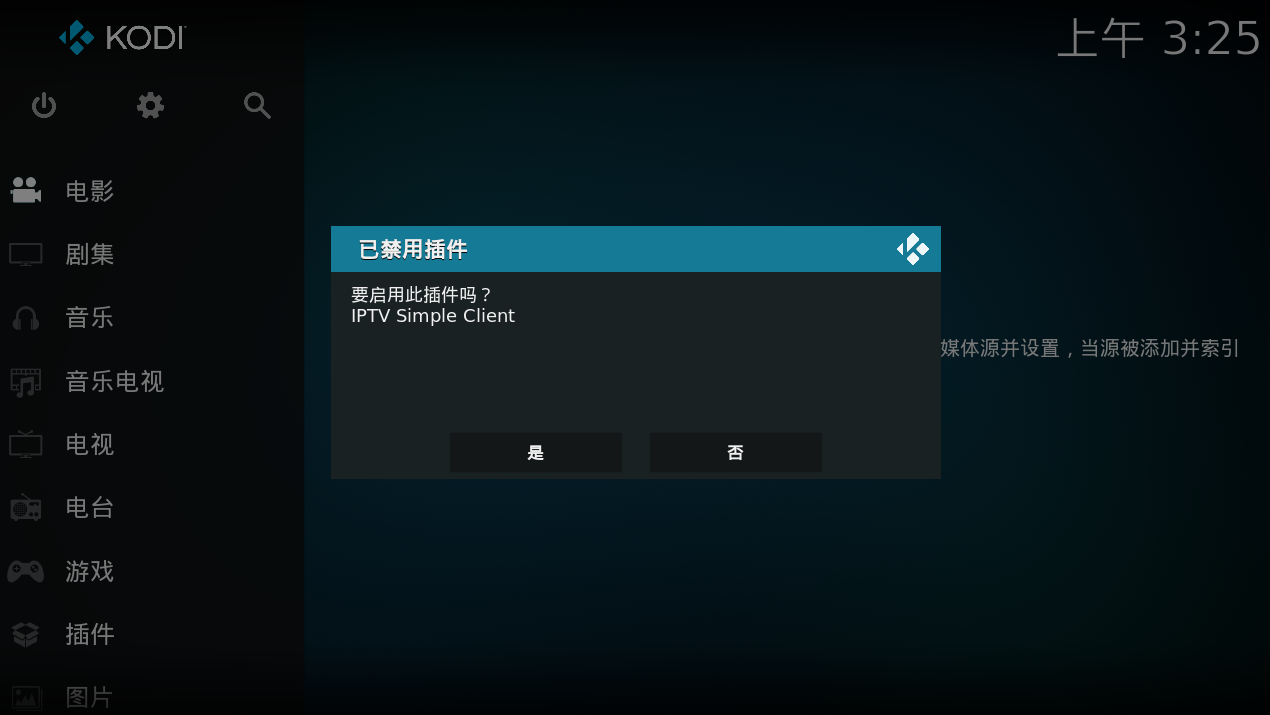 KODI
上午 3:25
电影
剧集
音乐
音乐电视
电视
电台
游戏
插件
图片
已禁用插件
要启用此插件吗？
IPTV Simple Client
是
否
媒体源并设置，当源被添加并索引